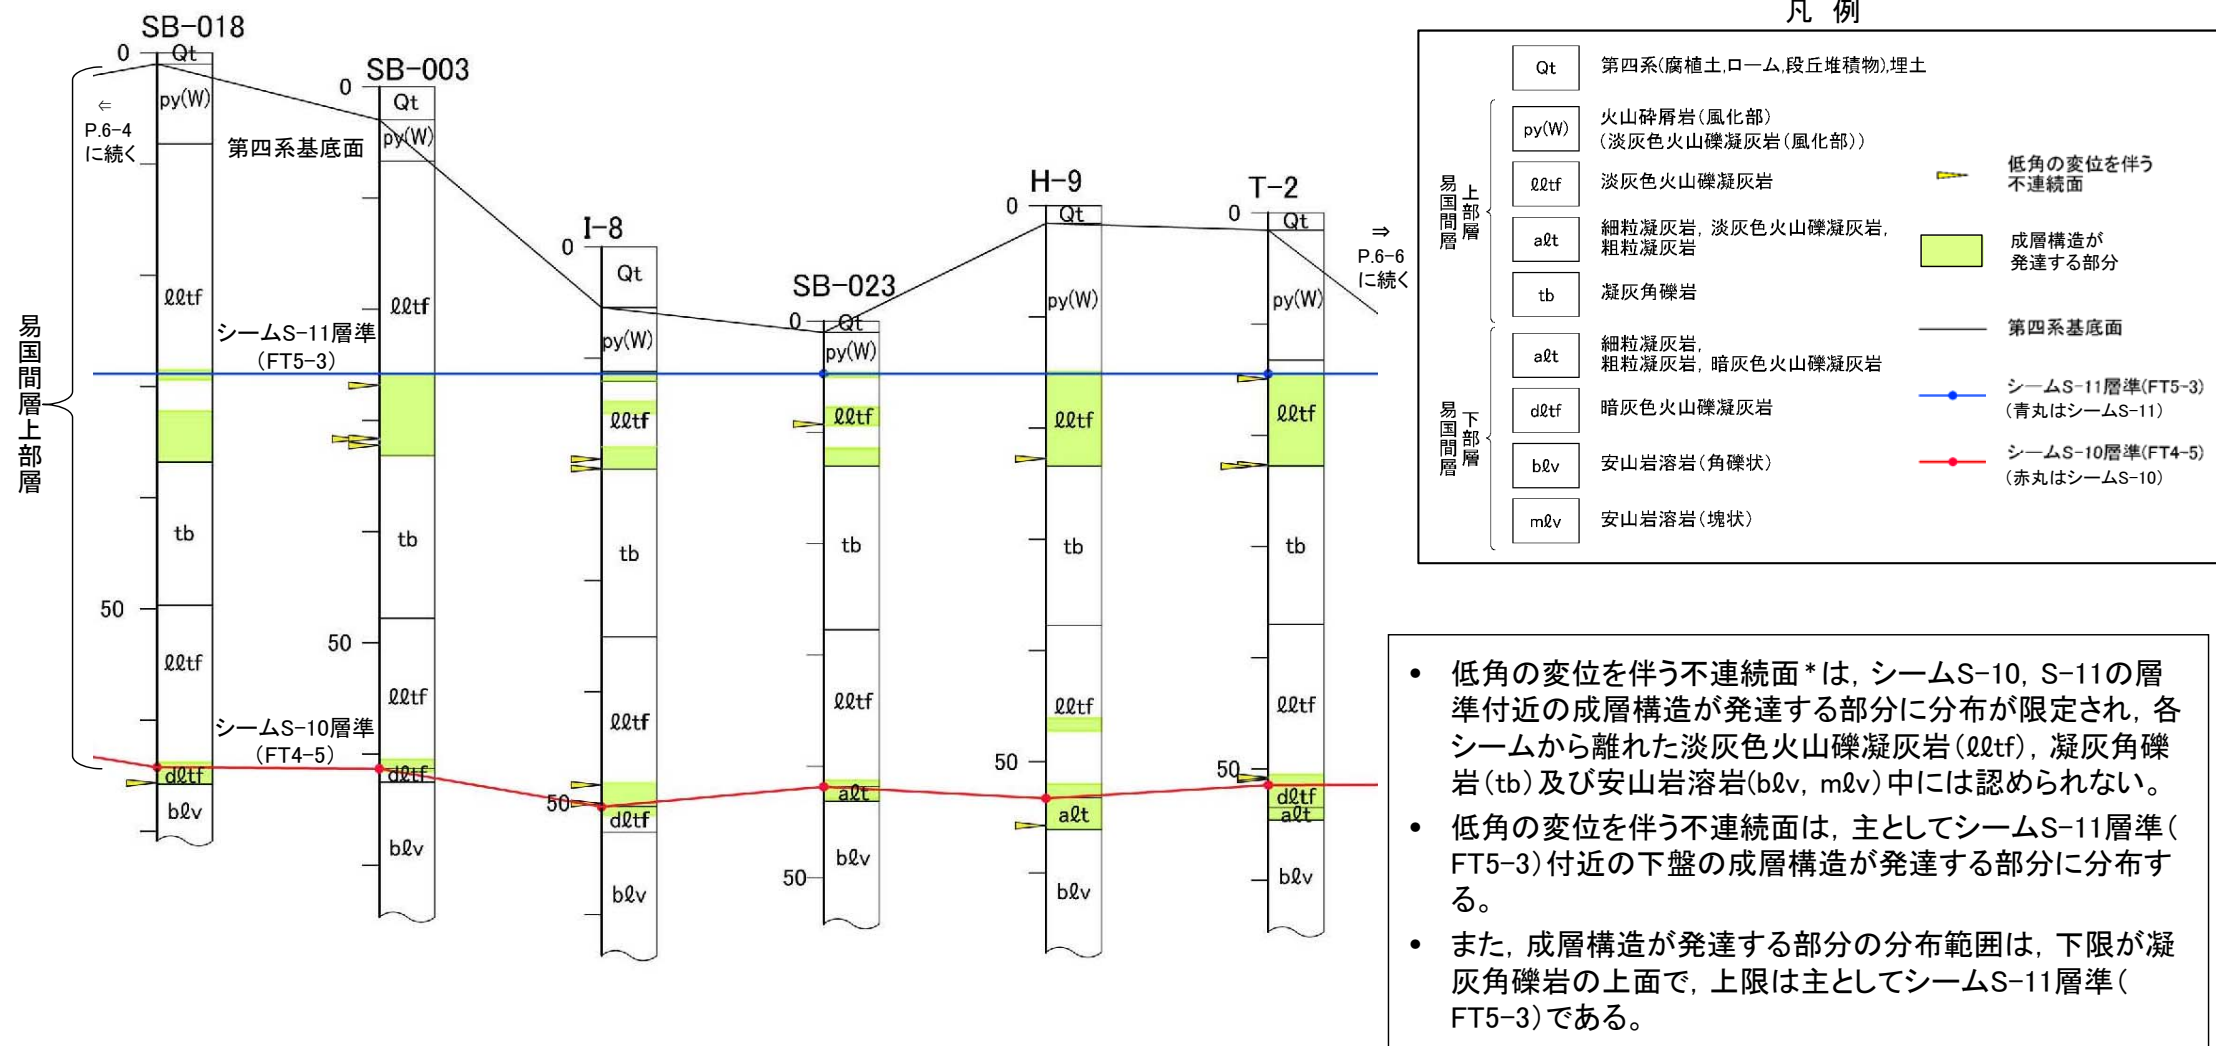 SB-018
0
Qt
py(W)
ℓℓtf
tb
50
ℓℓtf
dℓtf
bℓv
⇐
P.6-4
に続く
易国間層上部層
第四系基底面
シームS-11層準
(FT5-3)
シームS-10層準
(FT4-5)
SB-003
0
Qt
py(W)
ℓℓtf
tb
50
ℓℓtf
dℓtf
bℓv
I-8
0
Qt
py(W)
ℓℓtf
tb
ℓℓtf
50
dℓtf
bℓv
SB-023
0
Qt
py(W)
ℓℓtf
tb
ℓℓtf
aℓt
bℓv
50
H-9
0
Qt
py(W)
ℓℓtf
tb
ℓℓtf
50
aℓt
bℓv
T-2
0
Qt
py(W)
ℓℓtf
tb
ℓℓtf
50
dℓtf
aℓt
bℓv
⇒
P.6-6
に続く
凡 例
Qt 第四系(腐植土,ローム,段丘堆積物),埋土
易国間層
上部層
py(W) 火山砕屑岩(風化部)
(淡灰色火山礫凝灰岩(風化部))
ℓℓtf 淡灰色火山礫凝灰岩
aℓt 細粒凝灰岩, 淡灰色火山礫凝灰岩,
粗粒凝灰岩
tb 凝灰角礫岩
易国間層
下部層
aℓt 細粒凝灰岩,
粗粒凝灰岩, 暗灰色火山礫凝灰岩
dℓtf 暗灰色火山礫凝灰岩
bℓv 安山岩溶岩(角礫状)
mℓv 安山岩溶岩(塊状)
低角の変位を伴う
不連続面
成層構造が
発達する部分
第四系基底面
シームS-11層準(FT5-3)
(青丸はシームS-11)
シームS-10層準(FT4-5)
(赤丸はシームS-10)
• 低角の変位を伴う不連続面*は, シームS-10, S-11の層
準付近の成層構造が発達する部分に分布が限定され, 各
シームから離れた淡灰色火山礫凝灰岩(ℓℓtf), 凝灰角礫
岩(tb)及び安山岩溶岩(bℓv, mℓv)中には認められない。
• 低角の変位を伴う不連続面は, 主としてシームS-11層準(
FT5-3)付近の下盤の成層構造が発達する部分に分布す
る。
• また, 成層構造が発達する部分の分布範囲は, 下限が凝
灰角礫岩の上面で, 上限は主としてシームS-11層準(
FT5-3)である。